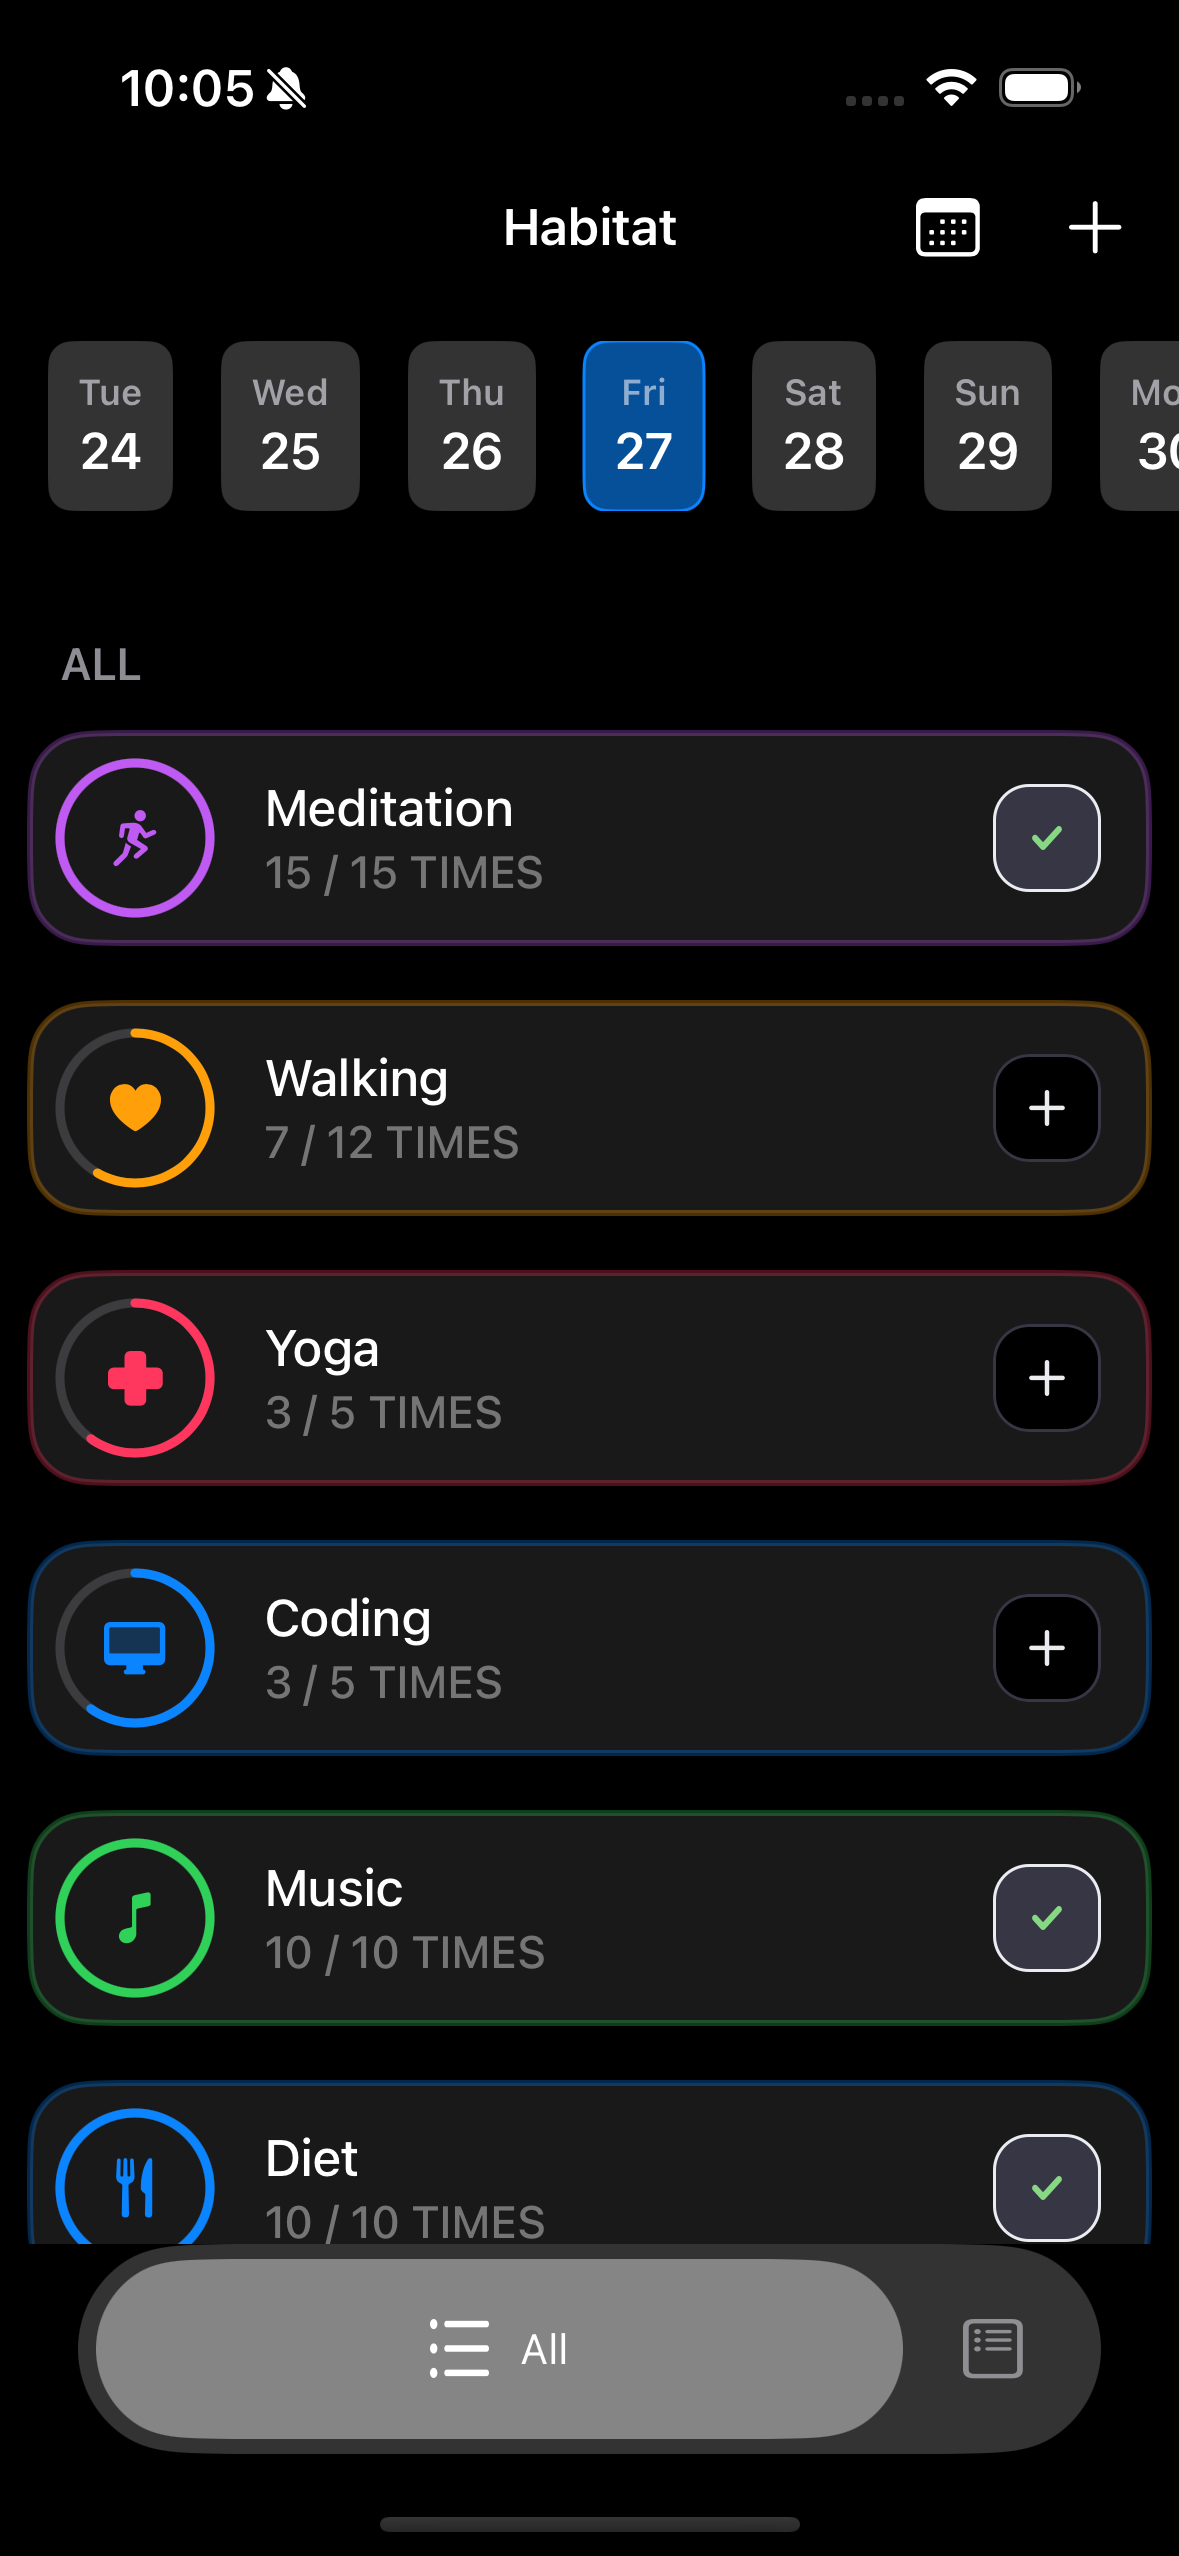 10:05
Habitat
Tue Wed Thu Fri Sat Sun Mo
24 25 26 27 28 29 30
ALL
Meditation
15 / 15 TIMES
Walking
7 / 12 TIMES
Yoga
3 / 5 TIMES
Coding
3 / 5 TIMES
Music
10 / 10 TIMES
Diet
10 / 10 TIMES
All